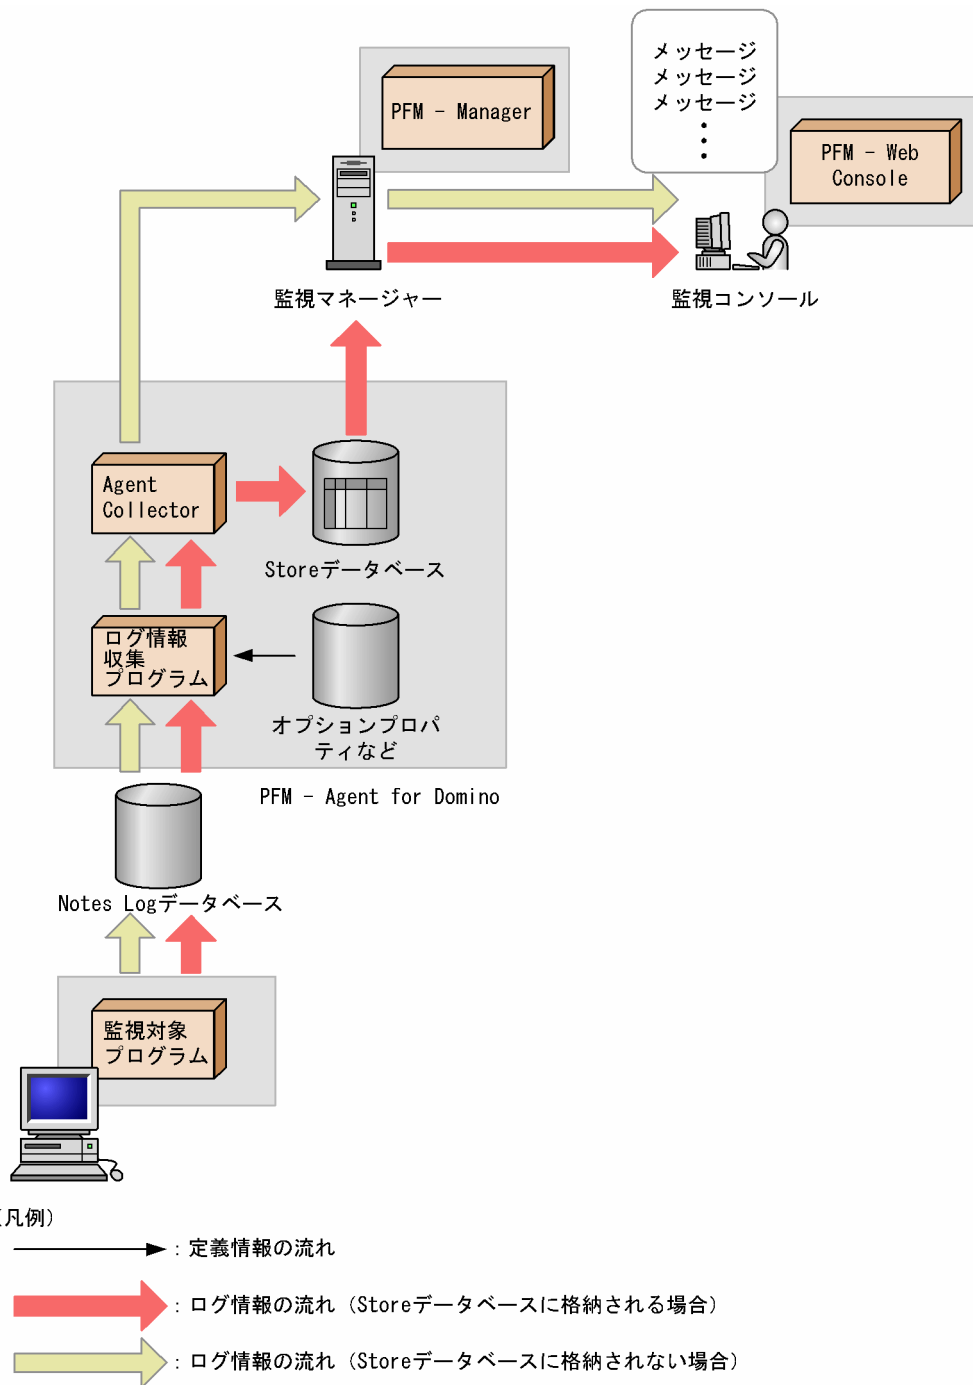 メッセージ
メッセージ
メッセージ
PFM - Manager
PFM - Web
Console
監視マネージャー
監視コンソール
Agent
Collector
Storeデータベース
ログ情報
収集
プログラム
オプションプロパ
ティなど
PFM - Agent for Domino
Notes Logデータベース
監視対象
プログラム
(凡例)
：定義情報の流れ
：ログ情報の流れ（Storeデータベースに格納される場合）
：ログ情報の流れ（Storeデータベースに格納されない場合）